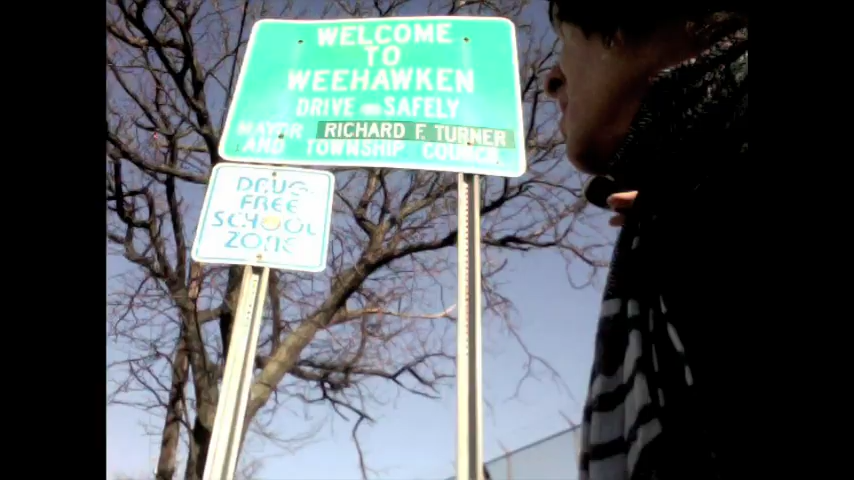 WELCOME
TO
WEEHAWKEN
DRIVE SAFELY
MAYOR RICHARD F. TURNER
AND TOWNSHIP COUNCIL
DRUG-
FREE
SCHOOL
ZONE